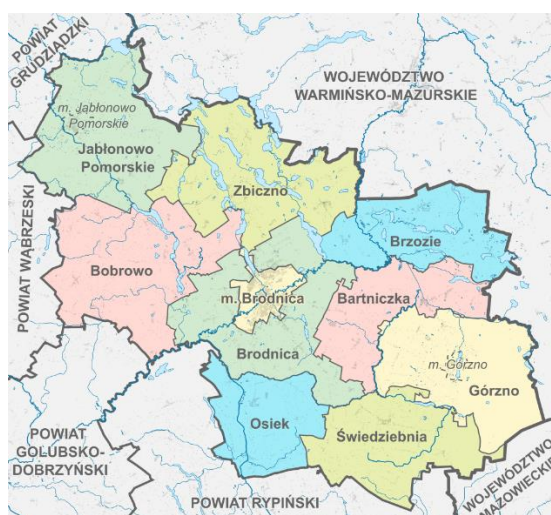 POWIAT
GRUDZIĄDZKI
WOJEWÓDZTWO
WARMIŃSKO-MAZURSKIE
m. Jabłonowo
Pomorskie
Jabłonowo
Pomorskie
Zbiczno
POWIAT WĄBRZESKI
Brzozie
Bobrowo
m. Brodnica
Bartniczka
Brodnica
m. Górzno
Górzno
Osiek
Świedziebnia
POWIAT
GOLUBSKO-
DOBRZYŃSKI
POWIAT RYPIŃSKI
WOJEWÓDZTWO
MAZOWIECKIE